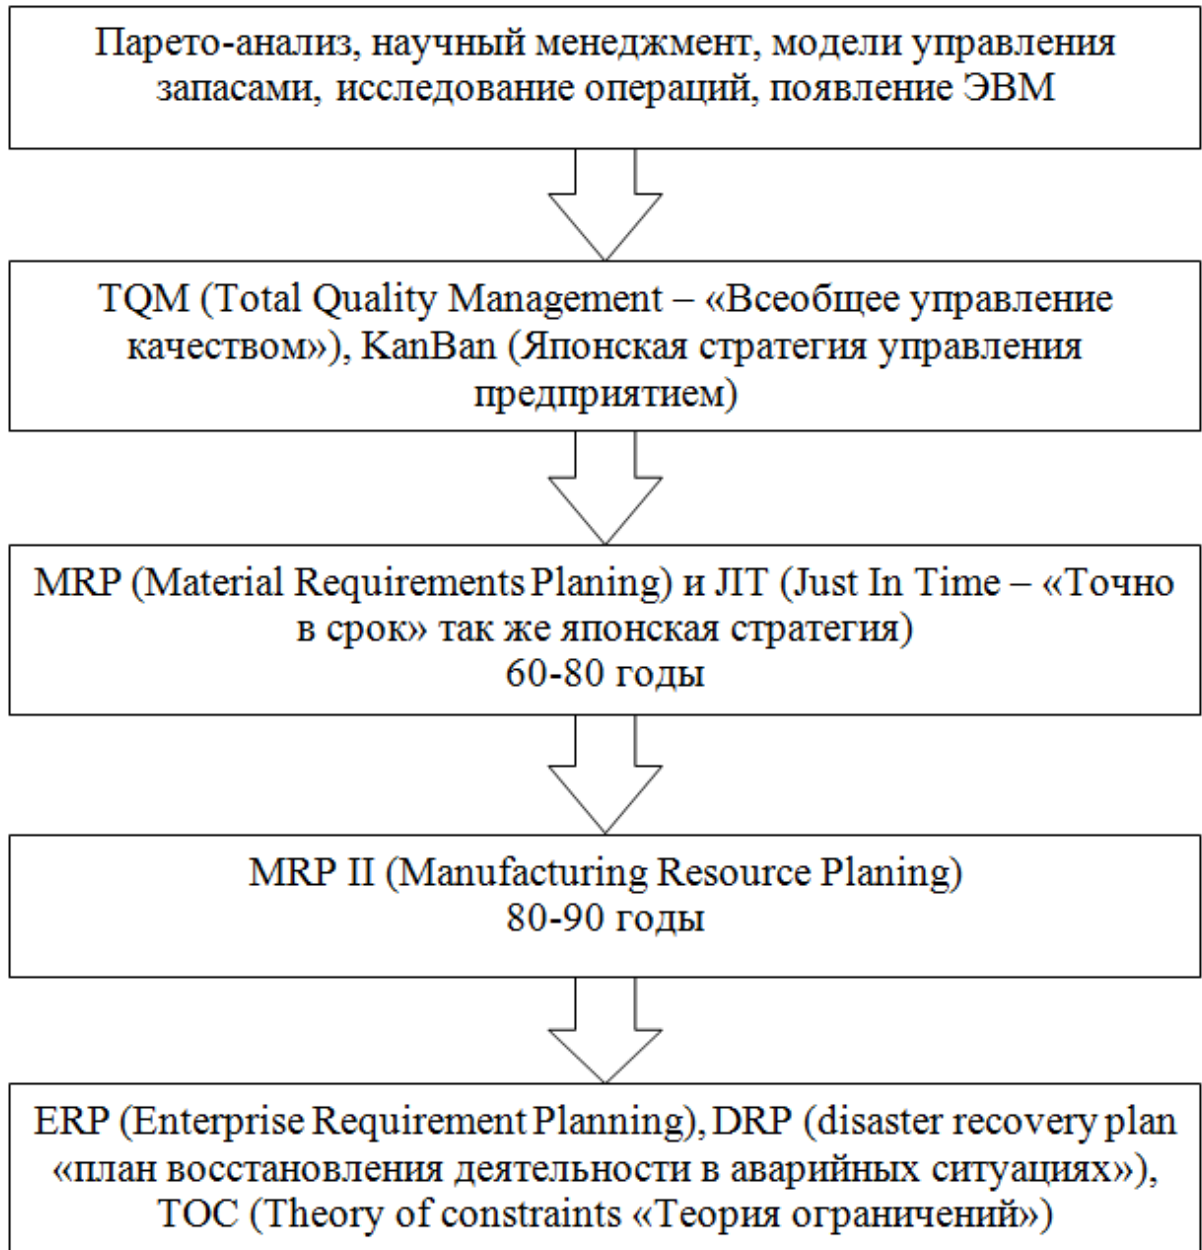 Парето-анализ, научный менеджмент, модели управления
запасами, исследование операций, появление ЭВМ
TQM (Total Quality Management – «Всеобщее управление
качеством»), KanBan (Японская стратегия управления
предприятием)
MRP (Material Requirements Planing) и JIT (Just In Time – «Точно
в срок» так же японская стратегия)
60-80 годы
MRP II (Manufacturing Resource Planing)
80-90 годы
ERP (Enterprise Requirement Planning), DRP (disaster recovery plan
«план восстановления деятельности в аварийных ситуациях»),
TOC (Theory of constraints «Теория ограничений»)